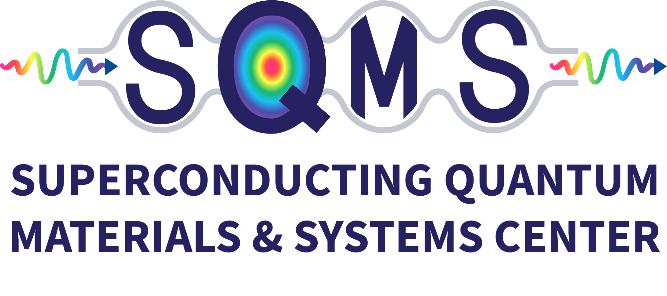 SQMS
SUPERCONDUCTING QUANTUM
MATERIALS & SYSTEMS CENTER